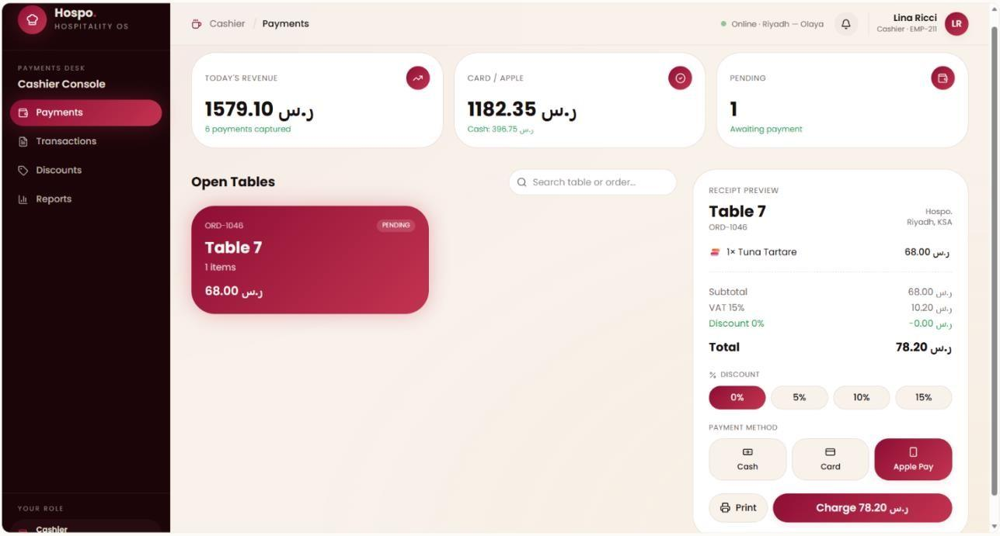 Hospo.
HOSPITALITY OS
PAYMENTS DESK
Cashier Console
Payments
Transactions
Discounts
Reports
YOUR ROLE
Cashier
Cashier / Payments
Online · Riyadh — Olaya
Lina Ricci
Cashier · EMP-211
LR
TODAY'S REVENUE
1579.10 ر.س
6 payments captured
CARD / APPLE
1182.35 ر.س
Cash: 396.75 ر.س
PENDING
1
Awaiting payment
Open Tables
Search table or order...
ORD-1046
PENDING
Table 7
1 items
68.00 ر.س
RECEIPT PREVIEW
Table 7
ORD-1046
Hospo.
Riyadh, KSA
1× Tuna Tartare 68.00 ر.س
Subtotal 68.00 ر.س
VAT 15% 10.20 ر.س
Discount 0% -0.00 ر.س
Total 78.20 ر.س
% DISCOUNT
0% 5% 10% 15%
PAYMENT METHOD
Cash Card Apple Pay
Print Charge 78.20 ر.س